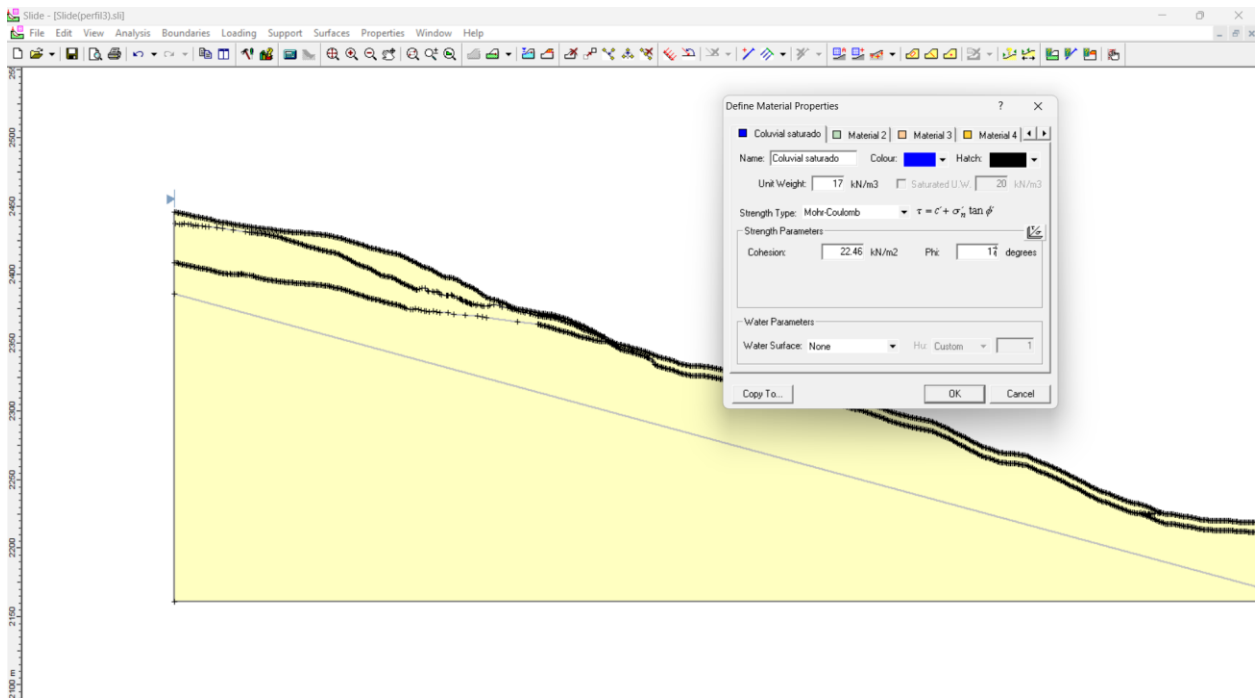 Slide - [Slide(perfil3).sli]
File Edit View Analysis Boundaries Loading Support Surfaces Properties Window Help
Define Material Properties ?
Coluvial saturado Material 2 Material 3 Material 4
Name: Coluvial saturado Colour: Hatch:
Unit Weight: 17 kN/m3 Saturated U.W. 20 kN/m3
Strength Type: Mohr-Coulomb τ = c' + σ'n tan ϕ'
Strength Parameters
Cohesion: 22.46 kN/m2 Phi: degrees
Water Parameters
Water Surface: None Hu: Custom 1
Copy To... OK Cancel
2500
2450
2400
2350
2300
2250
2200
2150
2100 m